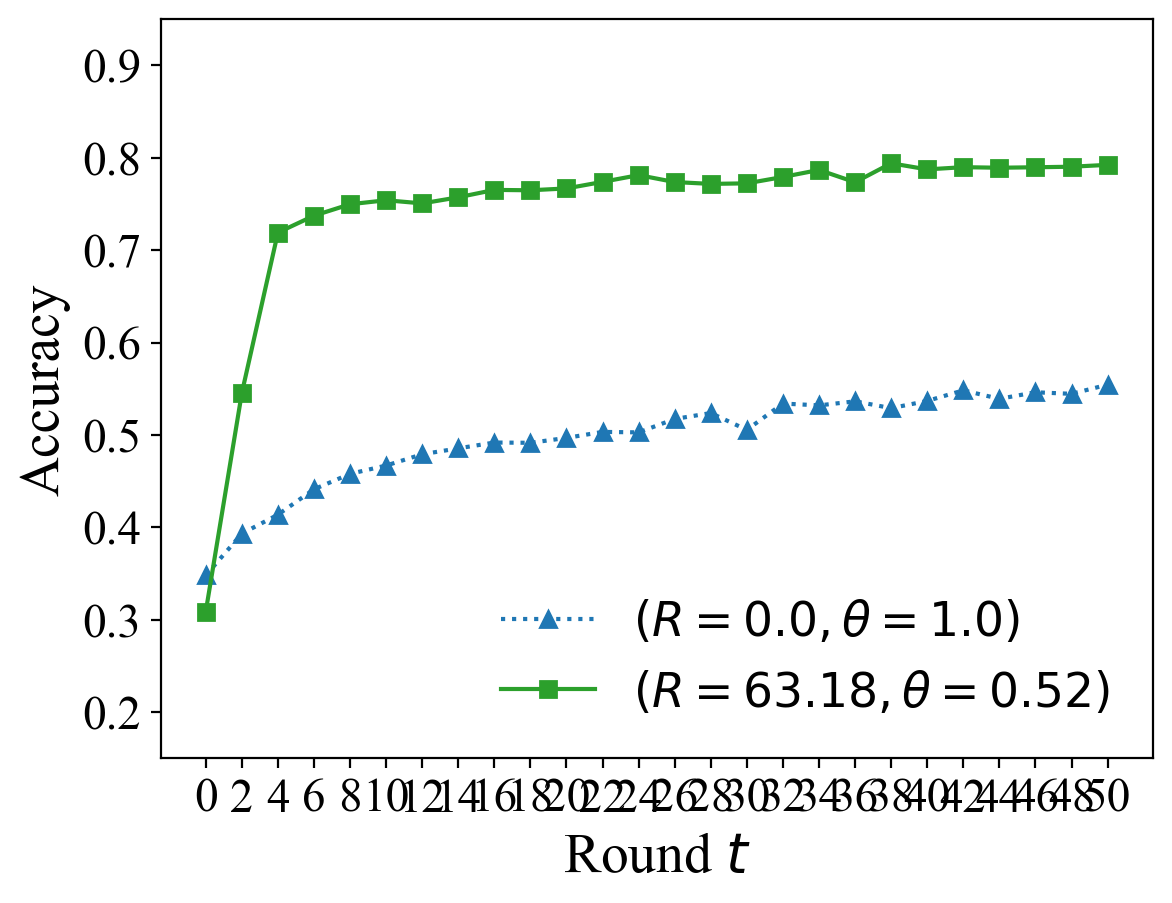 Accuracy
0.9
0.8
0.7
0.6
0.5
0.4
0.3
0.2
(R = 0.0, θ = 1.0)
(R = 63.18, θ = 0.52)
0 2 4 6 8 10 12 14 16 18 20 22 24 26 28 30 32 34 36 38 40 42 44 46 48 50
Round t